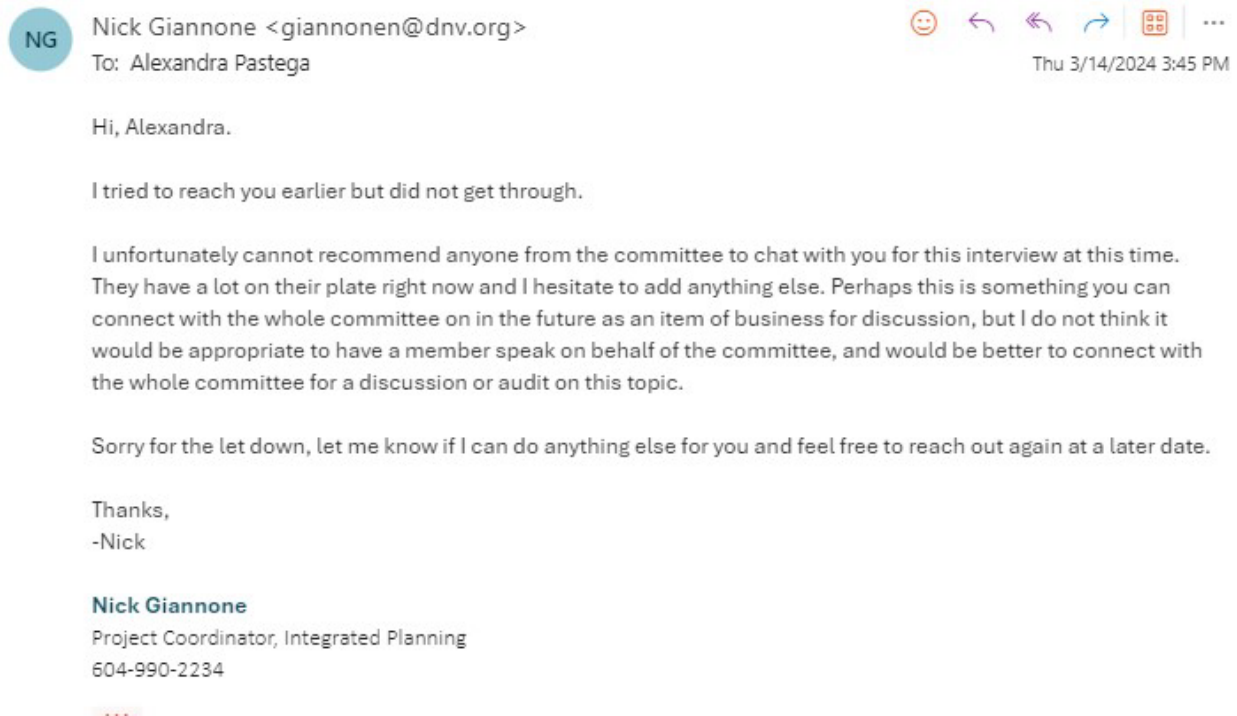 NG
Nick Giannone <giannonen@dnv.org>
To: Alexandra Pastega
Thu 3/14/2024 3:45 PM
Hi, Alexandra.
I tried to reach you earlier but did not get through.
I unfortunately cannot recommend anyone from the committee to chat with you for this interview at this time.
They have a lot on their plate right now and I hesitate to add anything else. Perhaps this is something you can
connect with the whole committee on in the future as an item of business for discussion, but I do not think it
would be appropriate to have a member speak on behalf of the committee, and would be better to connect with
the whole committee for a discussion or audit on this topic.
Sorry for the let down, let me know if I can do anything else for you and feel free to reach out again at a later date.
Thanks,
-Nick
Nick Giannone
Project Coordinator, Integrated Planning
604-990-2234